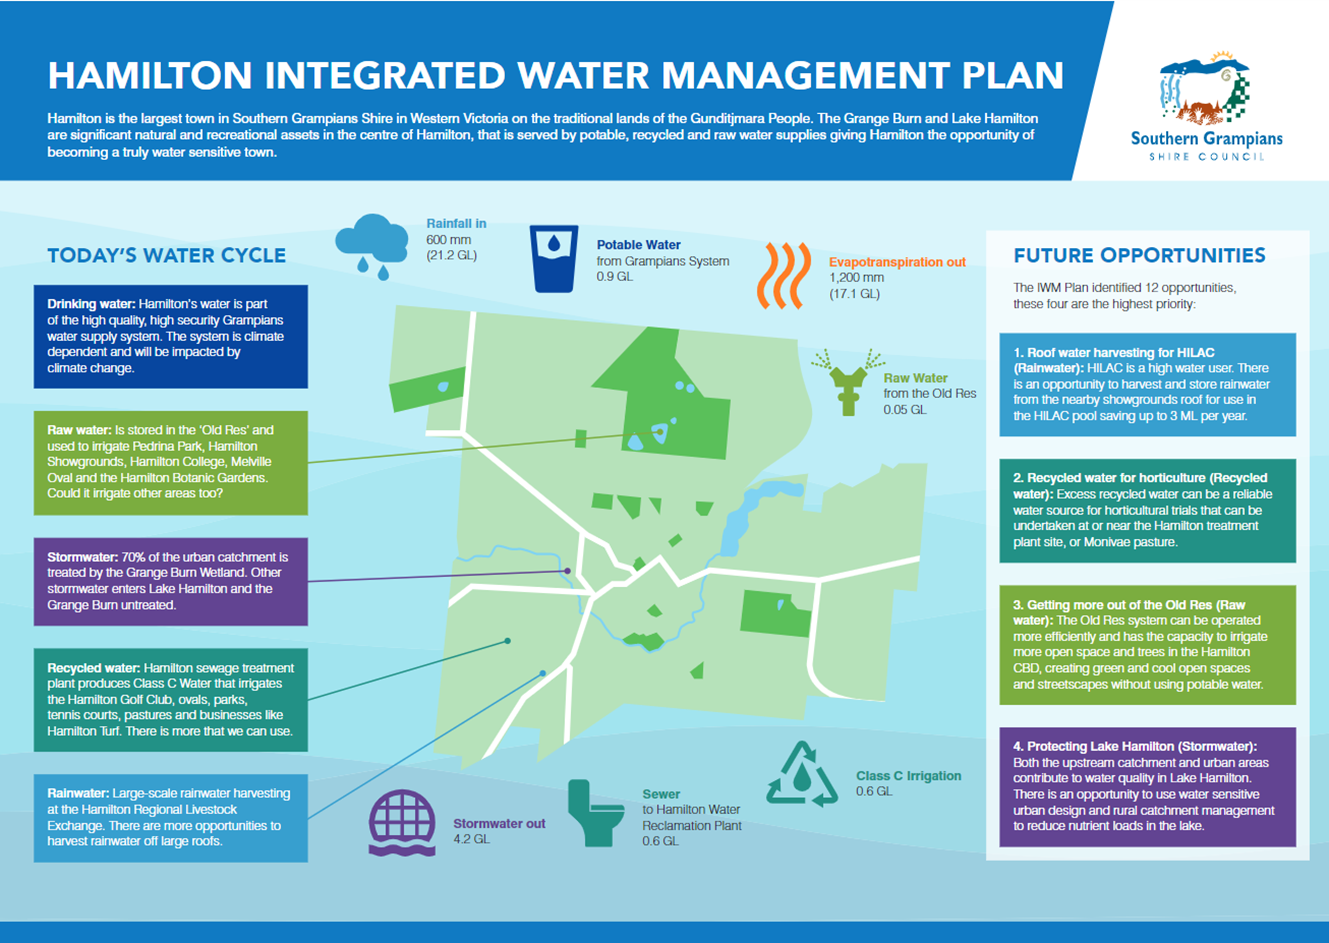 HAMILTON INTEGRATED WATER MANAGEMENT PLAN
Hamilton is the largest town in Southern Grampians Shire in Western Victoria on the traditional lands of the Gunditjmara People. The Grange Burn and Lake Hamilton
are significant natural and recreational assets in the centre of Hamilton, that is served by potable, recycled and raw water supplies giving Hamilton the opportunity of
becoming a truly water sensitive town.
Southern Grampians
SHIRE COUNCIL
TODAY'S WATER CYCLE
Drinking water: Hamilton's water is part
of the high quality, high security Grampians
water supply system. The system is climate
dependent and will be impacted by
climate change.
Raw water: Is stored in the 'Old Res' and
used to irrigate Pedrina Park, Hamilton
Showgrounds, Hamilton College, Melville
Oval and the Hamilton Botanic Gardens.
Could it irrigate other areas too?
Stormwater: 70% of the urban catchment is
treated by the Grange Burn Wetland. Other
stormwater enters Lake Hamilton and the
Grange Burn untreated.
Recycled water: Hamilton sewage treatment
plant produces Class C Water that irrigates
the Hamilton Golf Club, ovals, parks,
tennis courts, pastures and businesses like
Hamilton Turf. There is more that we can use.
Rainwater: Large-scale rainwater harvesting
at the Hamilton Regional Livestock
Exchange. There are more opportunities to
harvest rainwater off large roofs.
Rainfall in
600 mm
(21.2 GL)
Potable Water
from Grampians System
0.9 GL
Evapotranspiration out
1,200 mm
(17.1 GL)
Raw Water
from the Old Res
0.05 GL
Stormwater out
4.2 GL
Sewer
to Hamilton Water
Reclamation Plant
0.6 GL
Class C Irrigation
0.6 GL
FUTURE OPPORTUNITIES
The IWM Plan identified 12 opportunities,
these four are the highest priority:
1. Roof water harvesting for HILAC
(Rainwater): HILAC is a high water user. There
is an opportunity to harvest and store rainwater
from the nearby showgrounds roof for use in
the HILAC pool saving up to 3 ML per year.
2. Recycled water for horticulture (Recycled
water): Excess recycled water can be a reliable
water source for horticultural trials that can be
undertaken at or near the Hamilton treatment
plant site, or Monivae pasture.
3. Getting more out of the Old Res (Raw
water): The Old Res system can be operated
more efficiently and has the capacity to irrigate
more open space and trees in the Hamilton
CBD, creating green and cool open spaces
and streetscapes without using potable water.
4. Protecting Lake Hamilton (Stormwater):
Both the upstream catchment and urban areas
contribute to water quality in Lake Hamilton.
There is an opportunity to use water sensitive
urban design and rural catchment management
to reduce nutrient loads in the lake.